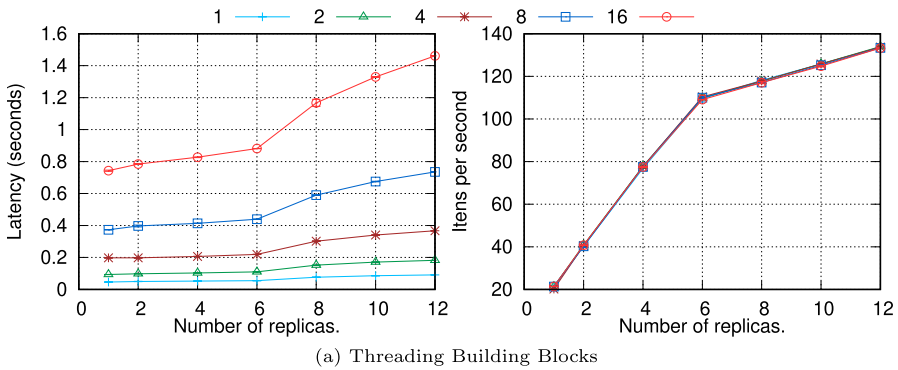 1 2 4 8 16
1.6 1.4 1.2 1 0.8 0.6 0.4 0.2 0
Latency (seconds)
0 2 4 6 8 10 12
Number of replicas.
140 120 100 80 60 40 20
Itens per second
0 2 4 6 8 10 12
Number of replicas.
(a) Threading Building Blocks